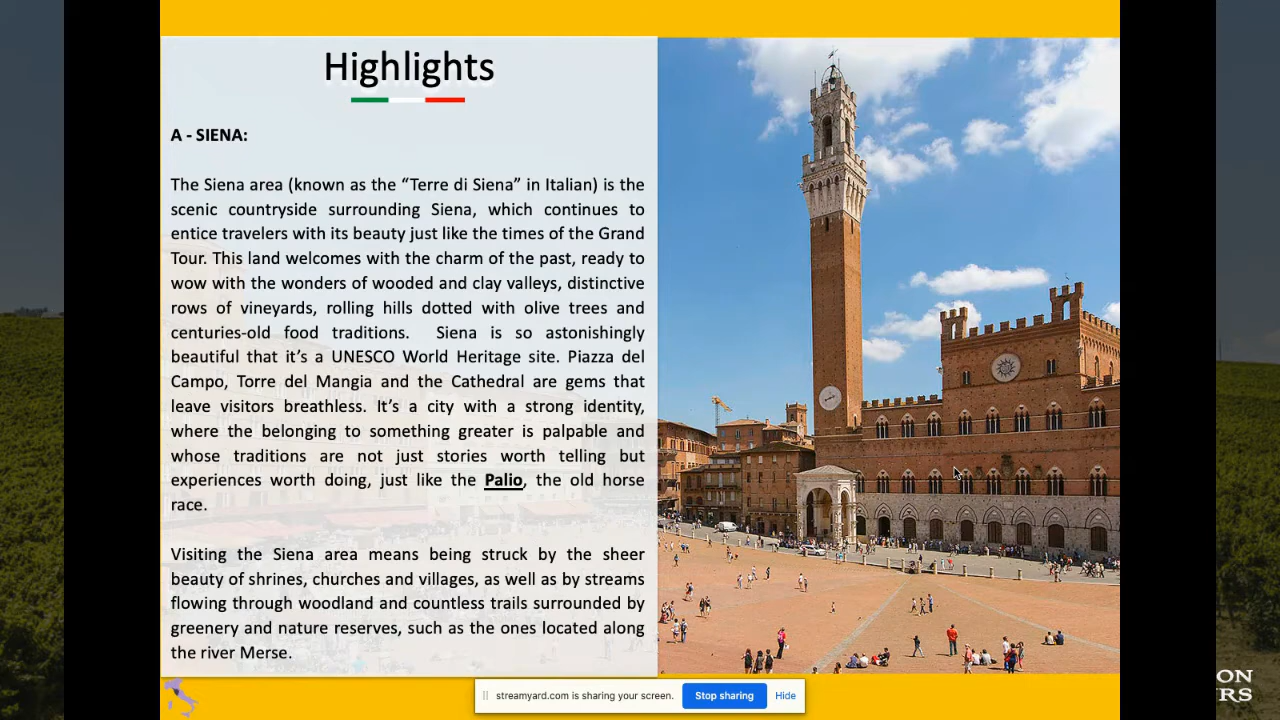 Highlights
A - SIENA:
The Siena area (known as the “Terre di Siena” in Italian) is the
scenic countryside surrounding Siena, which continues to
entice travelers with its beauty just like the times of the Grand
Tour. This land welcomes with the charm of the past, ready to
wow with the wonders of wooded and clay valleys, distinctive
rows of vineyards, rolling hills dotted with olive trees and
centuries-old food traditions. Siena is so astonishingly
beautiful that it’s a UNESCO World Heritage site. Piazza del
Campo, Torre del Mangia and the Cathedral are gems that
leave visitors breathless. It’s a city with a strong identity,
where the belonging to something greater is palpable and
whose traditions are not just stories worth telling but
experiences worth doing, just like the Palio, the old horse
race.
Visiting the Siena area means being struck by the sheer
beauty of shrines, churches and villages, as well as by streams
flowing through woodland and countless trails surrounded by
greenery and nature reserves, such as the ones located along
the river Merse.
streamyard.com is sharing your screen. Stop sharing Hide
ON
RS